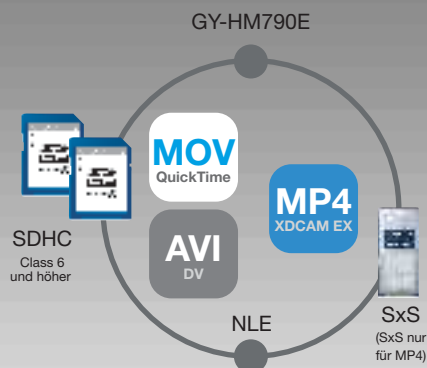 GY-HM790E
MOV
QuickTime
MP4
XDCAM EX
AVI
DV
SDHC
Class 6
und höher
SxS
(SxS nur
für MP4)
NLE